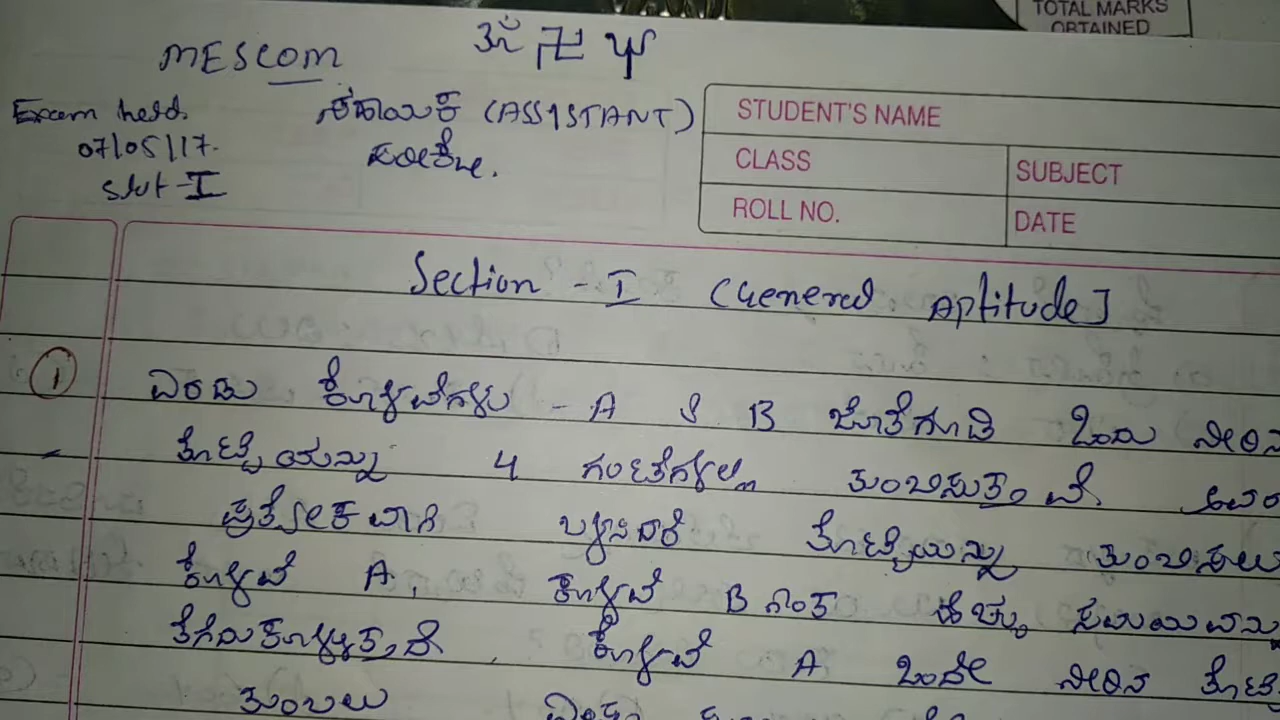 TOTAL MARKS
OBTAINED
MESCOM ॐ 卐
Exam held.
07/05/17.
slot-I
ಸಹಾಯಕ (ASSISTANT)
STUDENT'S NAME
CLASS
SUBJECT
ROLL NO.
DATE
Section - I (General Aptitude]
1
ಎರಡು ಕೊಳವೆಗಳು - A & B ಜೊತೆಗೂಡಿ ಒಂದು ನೀರಿನ
ತೊಟ್ಟಿಯನ್ನು 4 ಗಂಟೆಗಳಲ್ಲಿ ತುಂಬಿಸುತ್ತವೆ.
ಪ್ರತ್ಯೇಕವಾಗಿ ಬಳಸಿದರೆ ತೊಟ್ಟಿಯನ್ನು ತುಂಬಿಸಲು
ಕೊಳವೆ A, ಕೊಳವೆ B ಗಿಂತ ಹೆಚ್ಚು ಸಮಯವನ್ನು
ತೆಗೆದುಕೊಳ್ಳುತ್ತದೆ. ಕೊಳವೆ A ಒಂದೇ ನೀರಿನ ತೊಟ್ಟಿ
ತುಂಬಲು